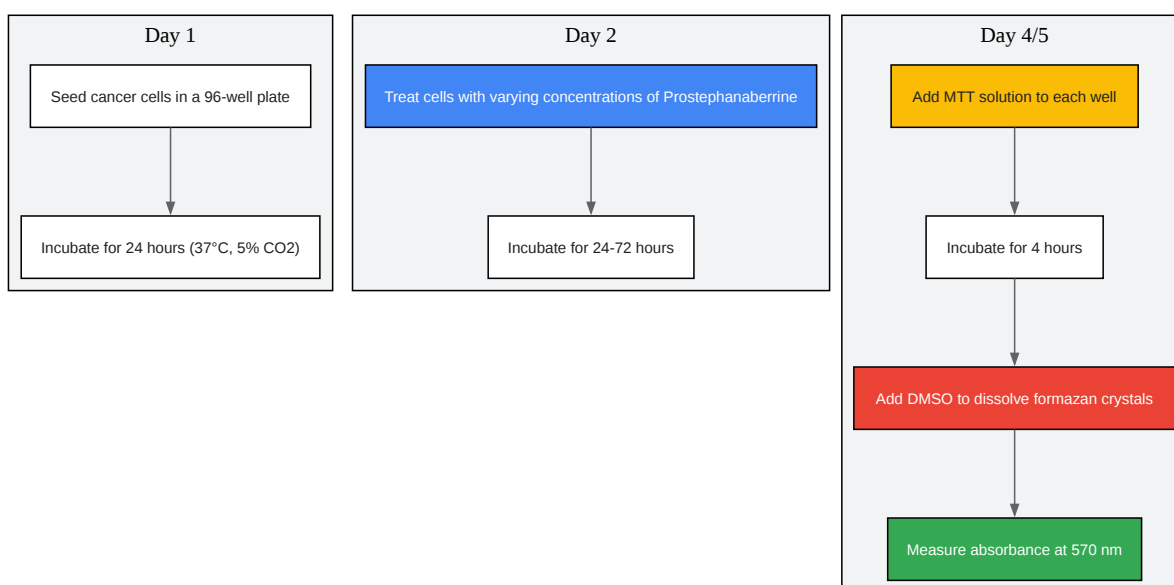 Day 1
Seed cancer cells in a 96-well plate
Incubate for 24 hours (37°C, 5% CO2)
Day 2
Treat cells with varying concentrations of Prostephanaberrine
Incubate for 24-72 hours
Day 4/5
Add MTT solution to each well
Incubate for 4 hours
Add DMSO to dissolve formazan crystals
Measure absorbance at 570 nm